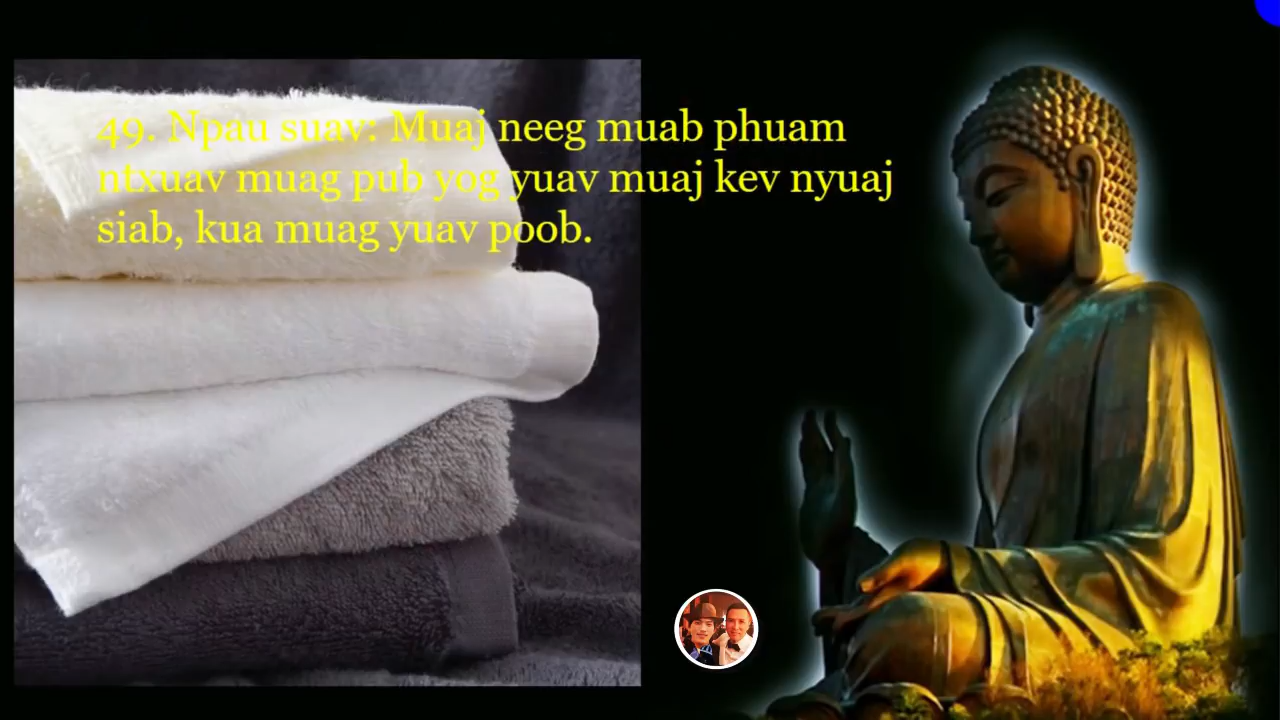 49. Npau suav: Muaj neeg muab phuam
ntxuav muag pub yog yuav muaj kev nyuaj
siab, kua muag yuav poob.